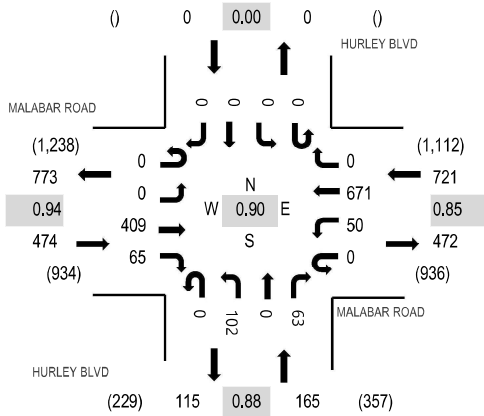 () 0 0.00 0 ()
HURLEY BLVD
MALABAR ROAD
0 0 0 0
(1,238) 0 0 (1,112)
773 721
0 N 671
0.94 W 0.90 E 0.85
409 50
474 S 472
65 0
(934) (936)
0 102 0 63
MALABAR ROAD
HURLEY BLVD
(229) 115 0.88 165 (357)